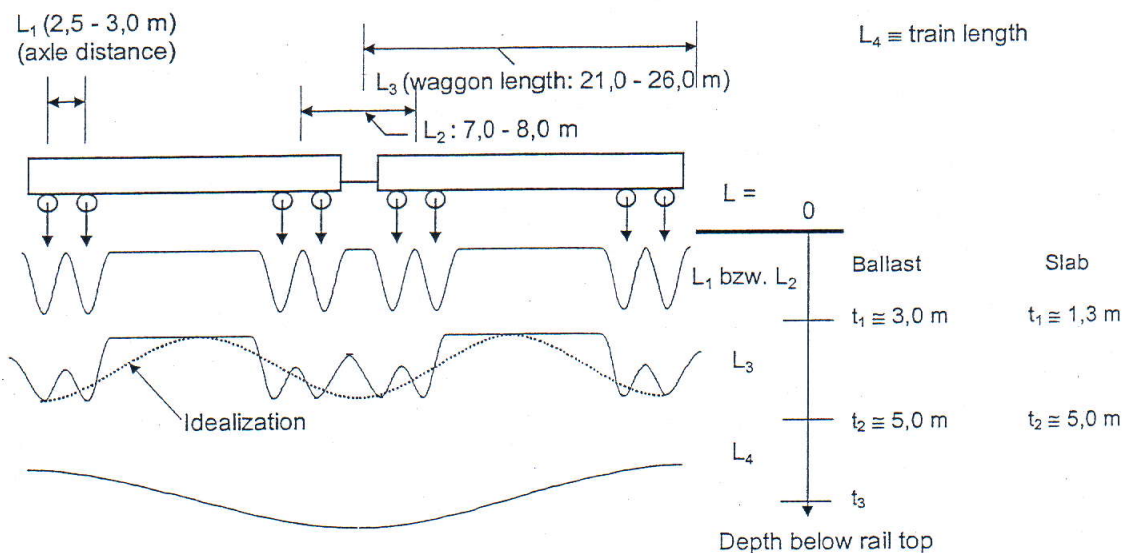 L₁ (2,5 - 3,0 m)
(axle distance)
L₄ ≡ train length
L₃ (waggon length: 21,0 - 26,0 m)
L₂ : 7,0 - 8,0 m
L =
0
Ballast
Slab
L₁ bzw. L₂
t₁ ≅ 3,0 m
t₁ ≅ 1,3 m
L₃
Idealization
t₂ ≅ 5,0 m
t₂ ≅ 5,0 m
L₄
t₃
Depth below rail top